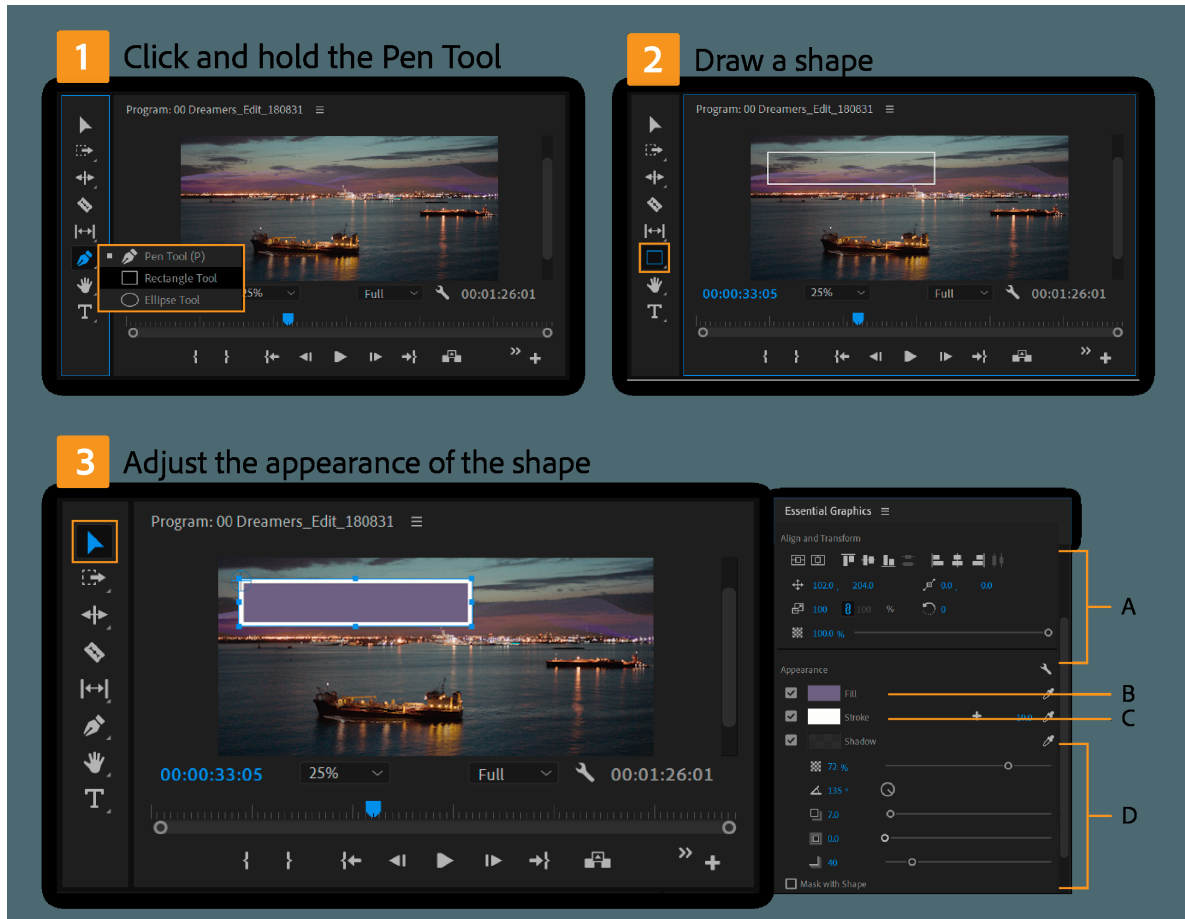 1 Click and hold the Pen Tool
Program: 00 Dreamers_Edit_180831
Pen Tool (P)
Rectangle Tool
Ellipse Tool
T
25%
Full
00:01:26:01
2 Draw a shape
Program: 00 Dreamers_Edit_180831
T
00:00:33:05 25% Full 00:01:26:01
3 Adjust the appearance of the shape
Program: 00 Dreamers_Edit_180831
T
00:00:33:05 25% Full 00:01:26:01
Essential Graphics
Align and Transform
102.0 , 204.0 0.0 , 0.0
100 100 % 0
100.0 %
A
Appearance
Fill
B
Stroke 10.0
C
Shadow
72 %
135 °
7.0
D
0.0
40
Mask with Shape